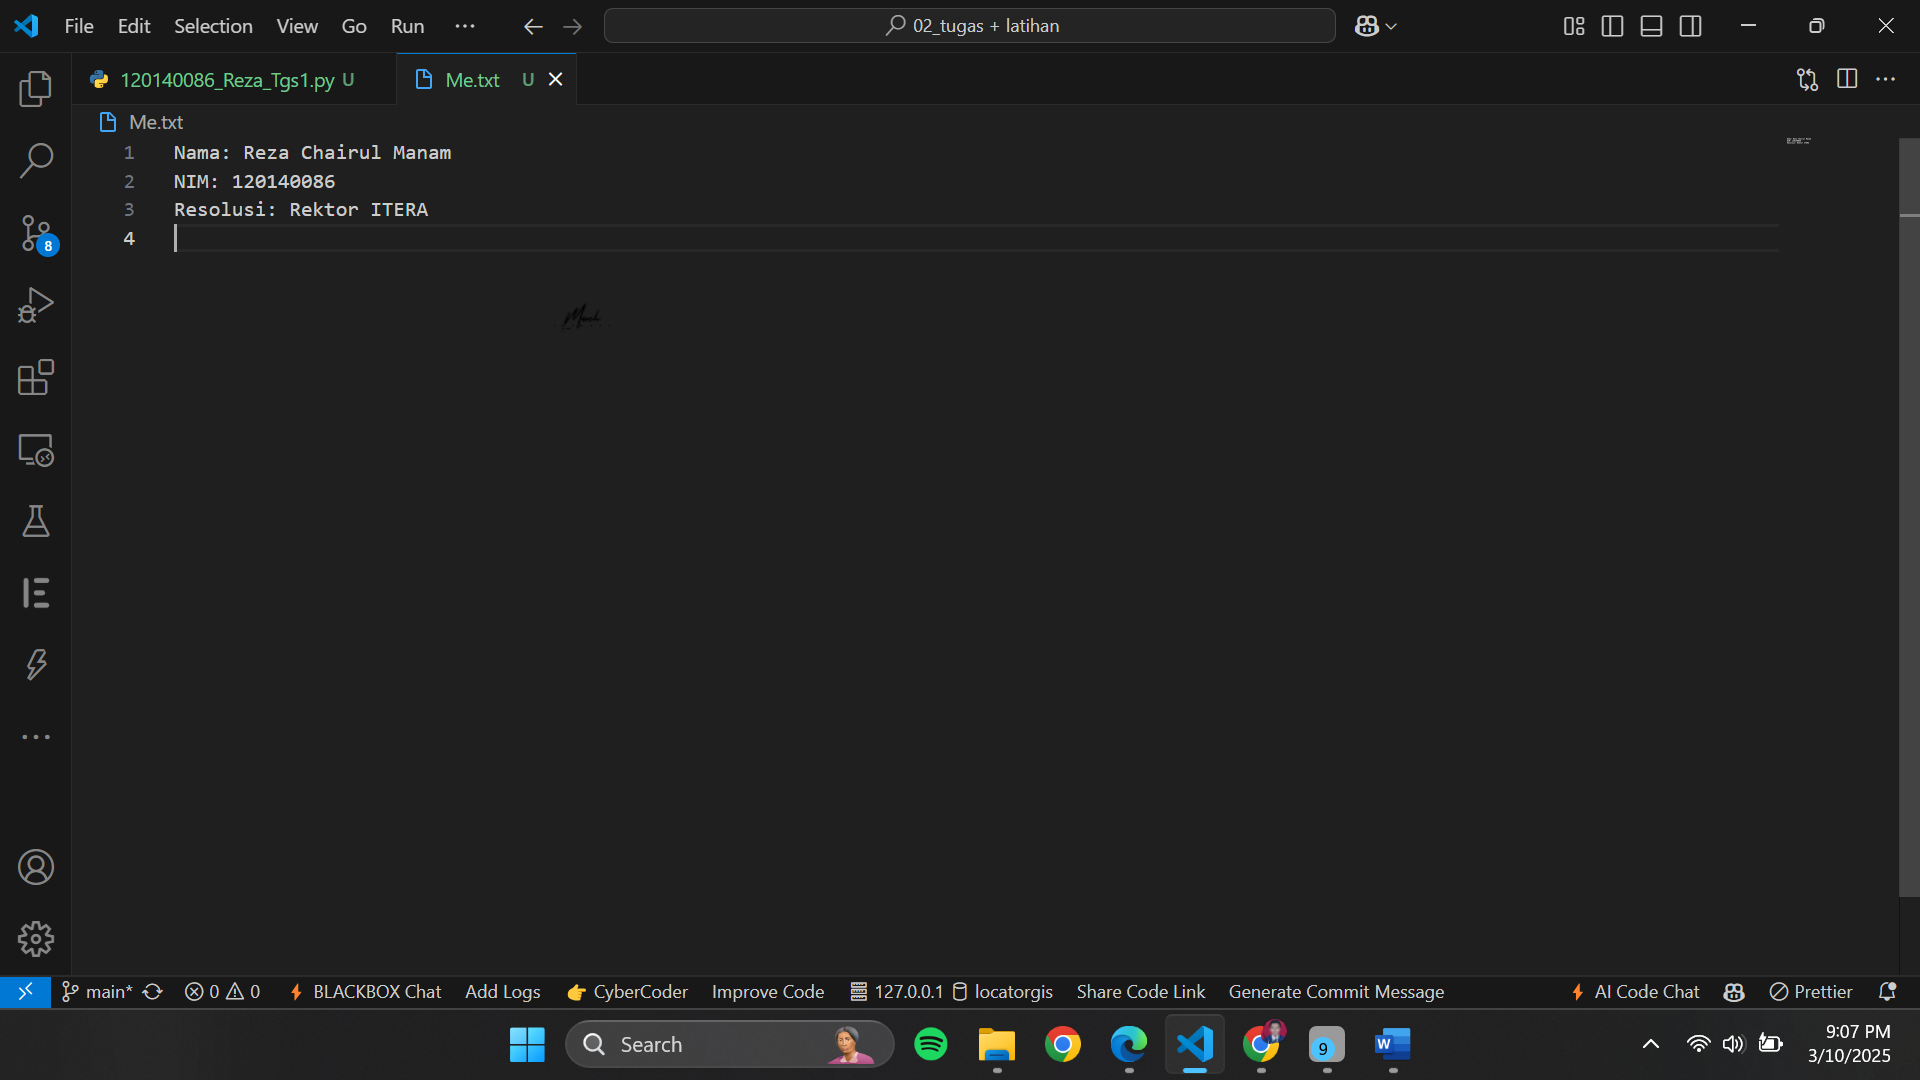 File Edit Selection View Go Run ··· 02_tugas + latihan
120140086_Reza_Tgs1.py U Me.txt U
Me.txt
1 Nama: Reza Chairul Manam
2 NIM: 120140086
3 Resolusi: Rektor ITERA
4
8
main* 0 0 BLACKBOX Chat Add Logs CyberCoder Improve Code 127.0.0.1 locatorgis Share Code Link Generate Commit Message AI Code Chat Prettier
Search 9 9:07 PM
3/10/2025